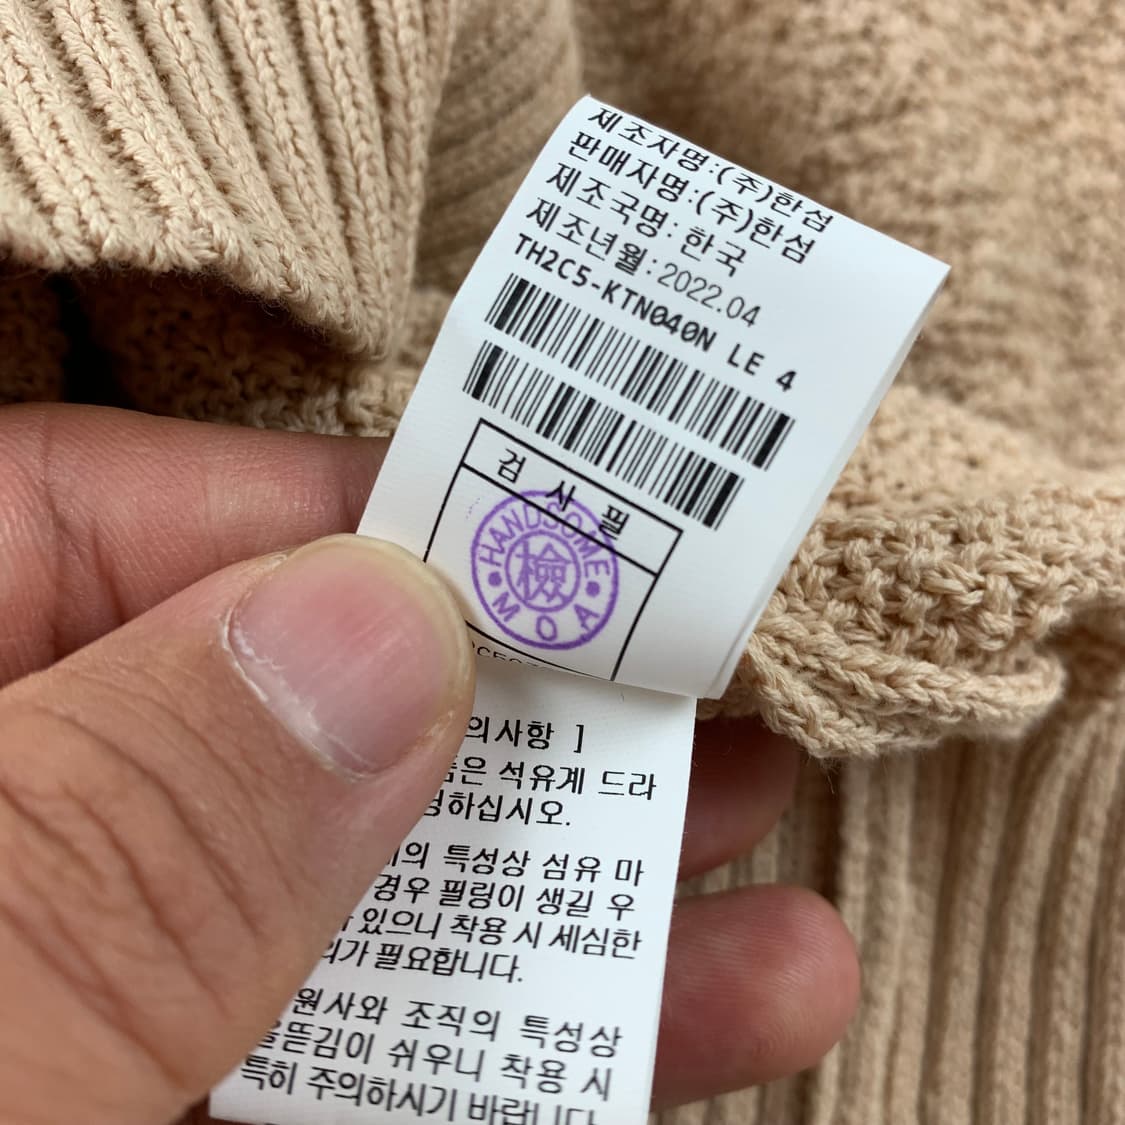 제조자명:(주)한섬
판매자명:(주)한섬
제조국명:한국
제조년월:2022.04
TH2C5-KTN040N LE 4
검사필
HANDSOME
檢
MOA
의사항 ]
은 석유계 드라
하십시오.
의 특성상 섬유 마
경우 필링이 생길 우
있으니 착용 시 세심한
의가 필요합니다.
원사와 조직의 특성상
뜯김이 쉬우니 착용 시
특히 주의하시기 바랍니다.